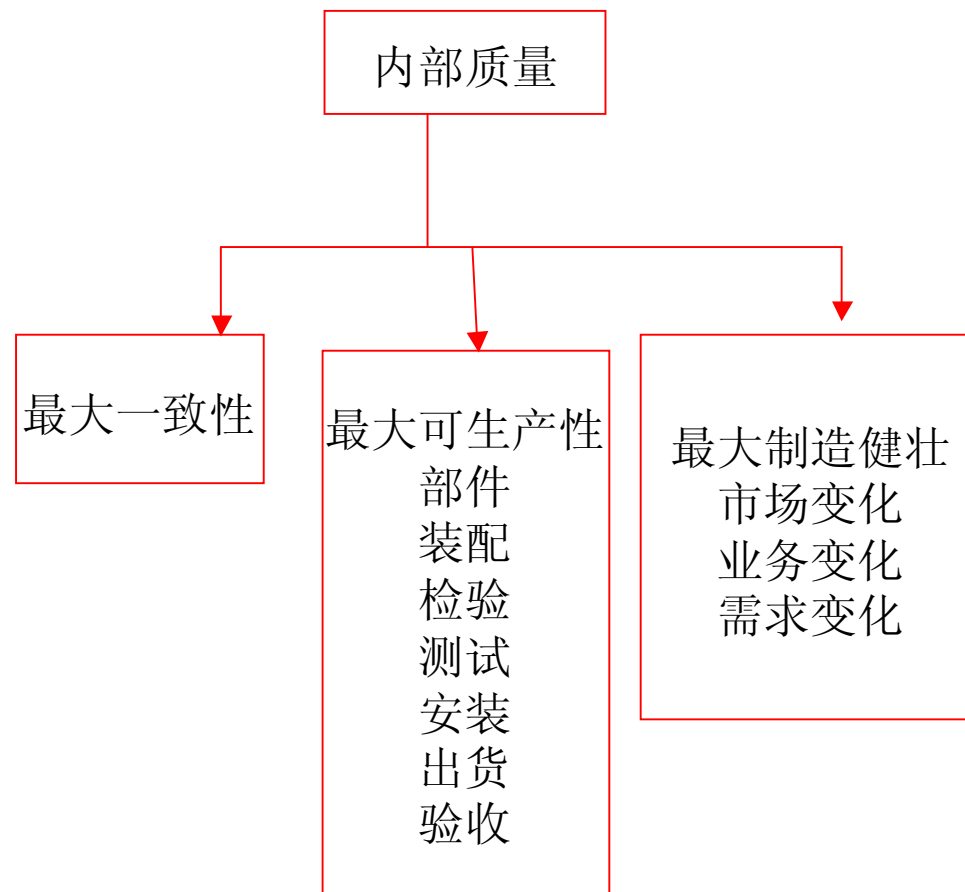 内部质量
最大一致性
最大可生产性
部件
装配
检验
测试
安装
出货
验收
最大制造健壮
市场变化
业务变化
需求变化